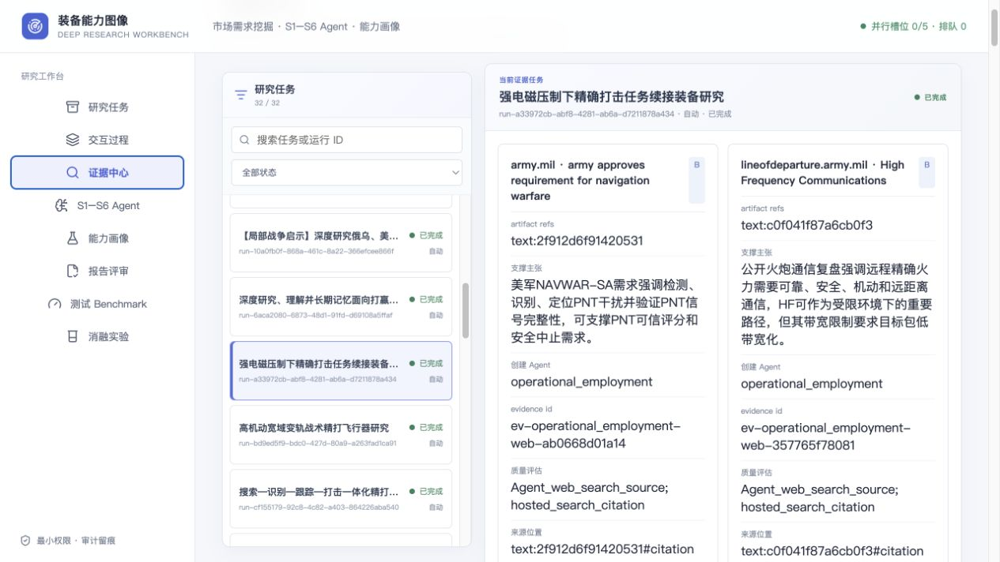 装备能力图像
DEEP RESEARCH WORKBENCH
市场需求挖掘 · S1—S6 Agent · 能力画像
并行槽位 0/5 · 排队 0
研究工作台
研究任务
交互过程
证据中心
S1—S6 Agent
能力画像
报告评审
测试 Benchmark
消融实验
最小权限 · 审计留痕
研究任务
32 / 32
搜索任务或运行 ID
全部状态
【局部战争启示】深度研究俄乌、美...
已完成
run-10a0fb0f-868a-461c-8a22-366efcee866f
自动
深度研究、理解并长期记忆面向打赢...
已完成
run-6aca2080-6873-48d1-91fd-d69108a5ffaf
自动
强电磁压制下精确打击任务续接装备...
已完成
run-a33972cb-abf8-4281-ab6a-d7211878a434
自动
高机动宽域变轨战术精打飞行器研究
已完成
run-bd9ed5f9-bdc0-427d-80a9-a263fad1ca91
自动
搜索—识别—跟踪—打击一体化精打...
已完成
run-cf155179-92c8-4c82-a403-864226aba540
自动
当前证据任务
强电磁压制下精确打击任务续接装备研究
run-a33972cb-abf8-4281-ab6a-d7211878a434 · 自动 · 已完成
已完成
army.mil · army approves
requirement for navigation
warfare
B
artifact refs
text:2f912d6f91420531
支撑主张
美军NAVWAR-SA需求强调检测、
识别、定位PNT干扰并验证PNT信
号完整性，可支撑PNT可信评分和
安全中止需求。
创建 Agent
operational_employment
evidence id
ev-operational_employment-
web-ab0668d01a14
质量评估
Agent_web_search_source;
hosted_search_citation
来源位置
text:2f912d6f91420531#citation
lineofdeparture.army.mil · High
Frequency Communications
B
artifact refs
text:c0f041f87a6cb0f3
支撑主张
公开火炮通信复盘强调远程精确火
力需要可靠、安全、机动和远距离
通信，HF可作为受限环境下的重要
路径，但其带宽限制要求目标包低
带宽化。
创建 Agent
operational_employment
evidence id
ev-operational_employment-
web-357765f78081
质量评估
Agent_web_search_source;
hosted_search_citation
来源位置
text:c0f041f87a6cb0f3#citation